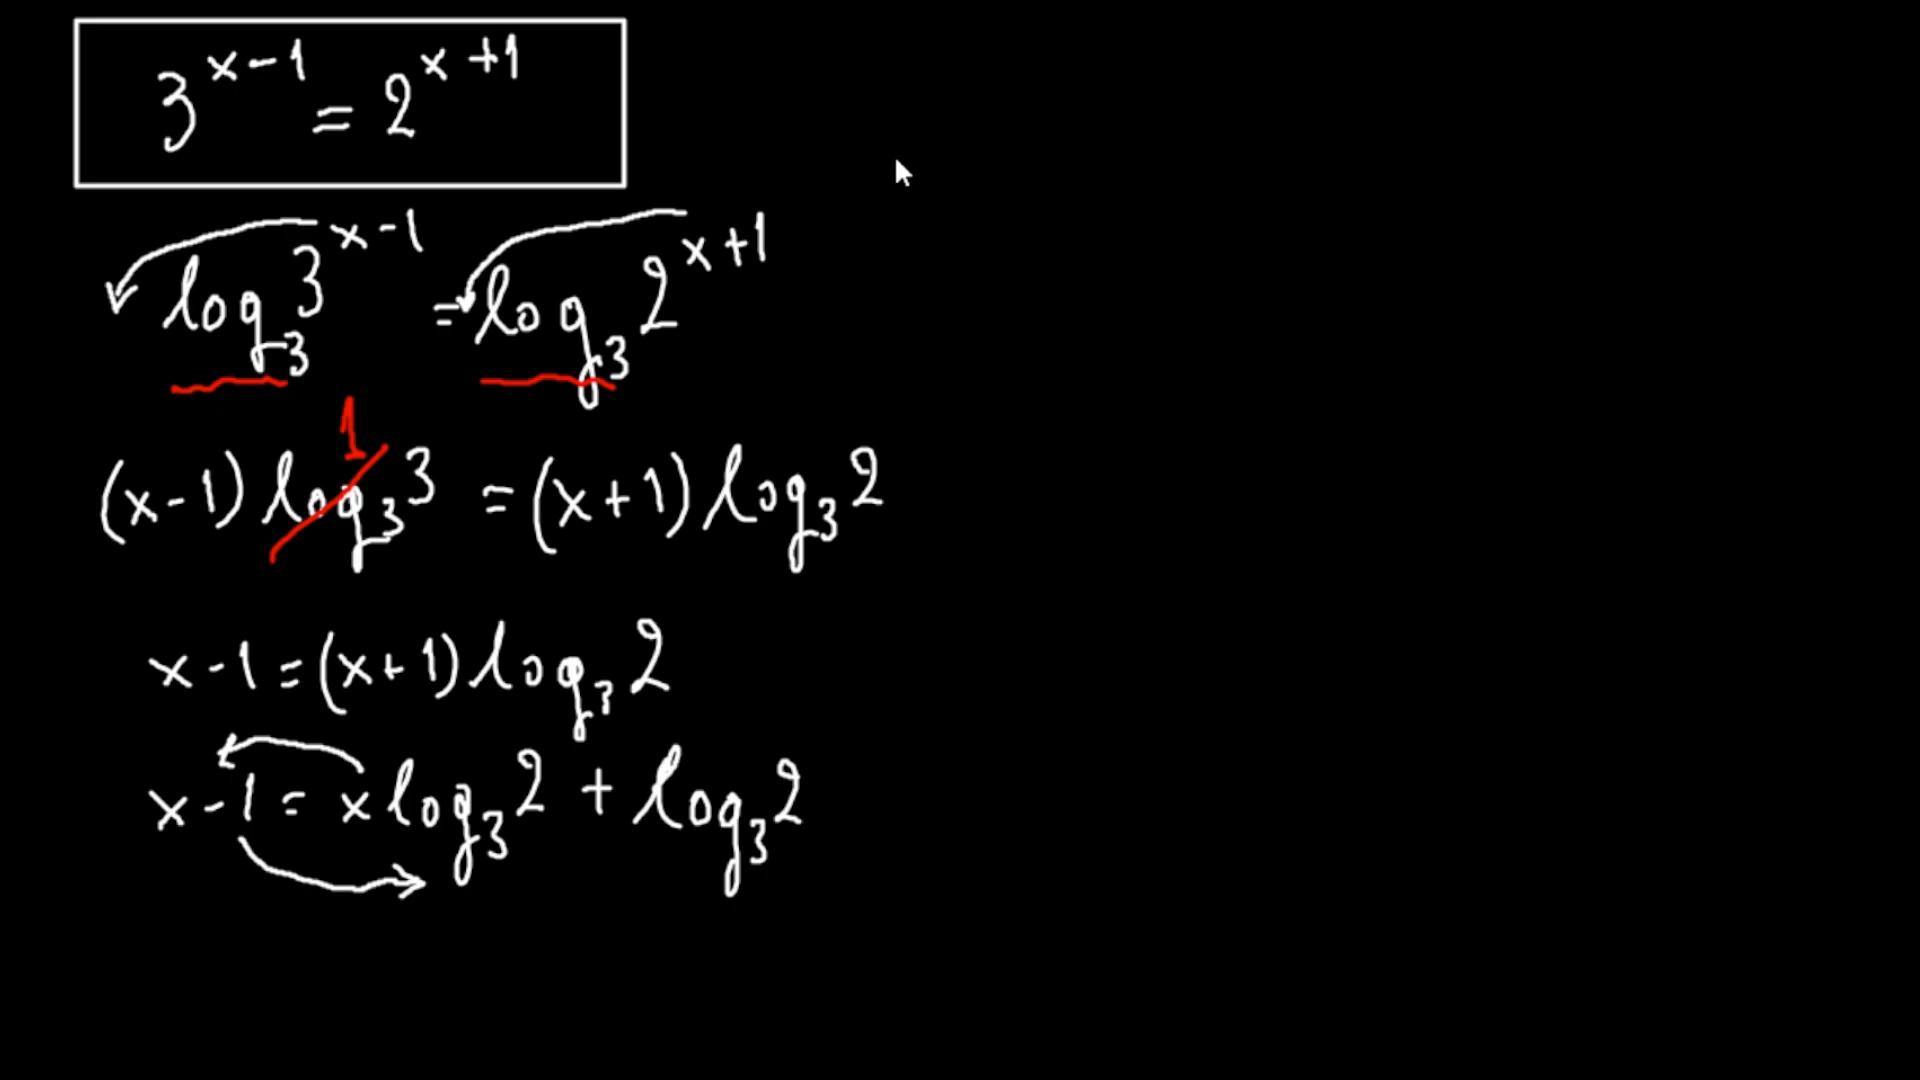 3^{x-1} = 2^{x+1}
log_3 3^{x-1} = log_3 2^{x+1}
1
(x-1) log_3 3 = (x+1) log_3 2
x-1 = (x+1) log_3 2
x-1 = x log_3 2 + log_3 2